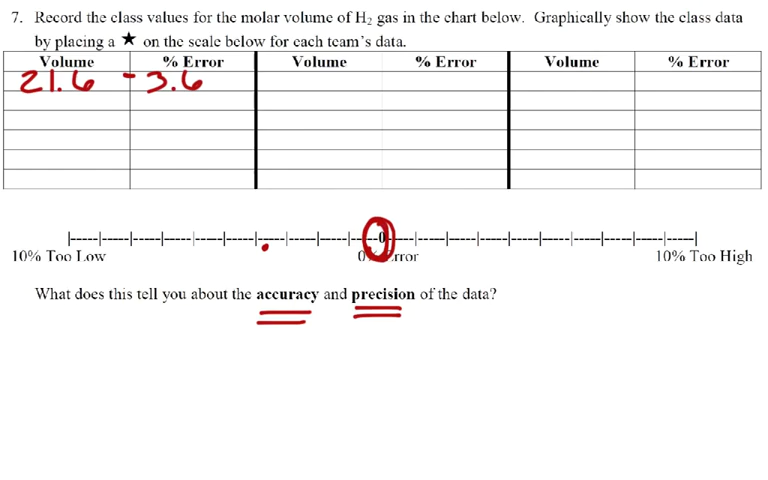 7. Record the class values for the molar volume of H₂ gas in the chart below. Graphically show the class data
by placing a ★ on the scale below for each team's data.
Volume % Error Volume % Error Volume % Error
21.6 -3.6
|-----|-----|-----|-----|-----|-----|-----|-----|-----|-----0-----|-----|-----|-----|-----|-----|-----|-----|-----|-----|
10% Too Low 0% Error 10% Too High
What does this tell you about the accuracy and precision of the data?